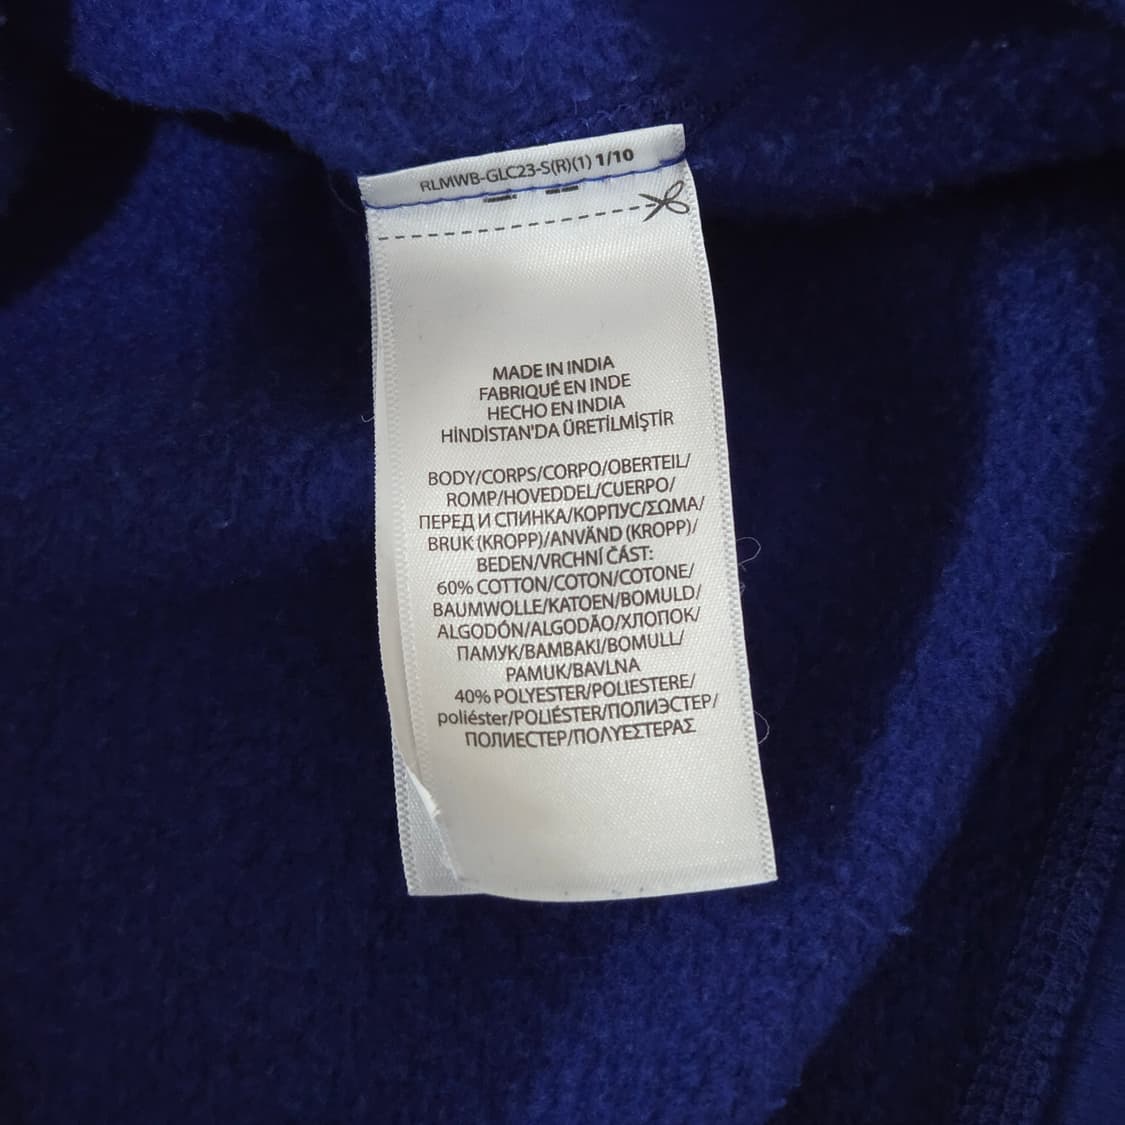 RLMWB-GLC23-S(R)(1) 1/10
MADE IN INDIA
FABRIQUÉ EN INDE
HECHO EN INDIA
HİNDİSTAN'DA ÜRETİLMİŞTİR
BODY/CORPS/CORPO/OBERTEIL/
ROMP/HOVEDDEL/CUERPO/
ПЕРЕД И СПИНКА/КОРПУС/ΣΩΜΑ/
BRUK (KROPP)/ANVÄND (KROPP)/
BEDEN/VRCHNÍ ČÁST:
60% COTTON/COTON/COTONE/
BAUMWOLLE/KATOEN/BOMULD/
ALGODÓN/ALGODÃO/ХЛОПОК/
ПАМУК/ΒΑΜΒΑΚΙ/BOMULL/
PAMUK/BAVLNA
40% POLYESTER/POLIESTERE/
poliéster/POLIÉSTER/ПОЛИЭСТЕР/
ПОЛИЕСТЕР/ΠΟΛΥΕΣΤΕΡΑΣ